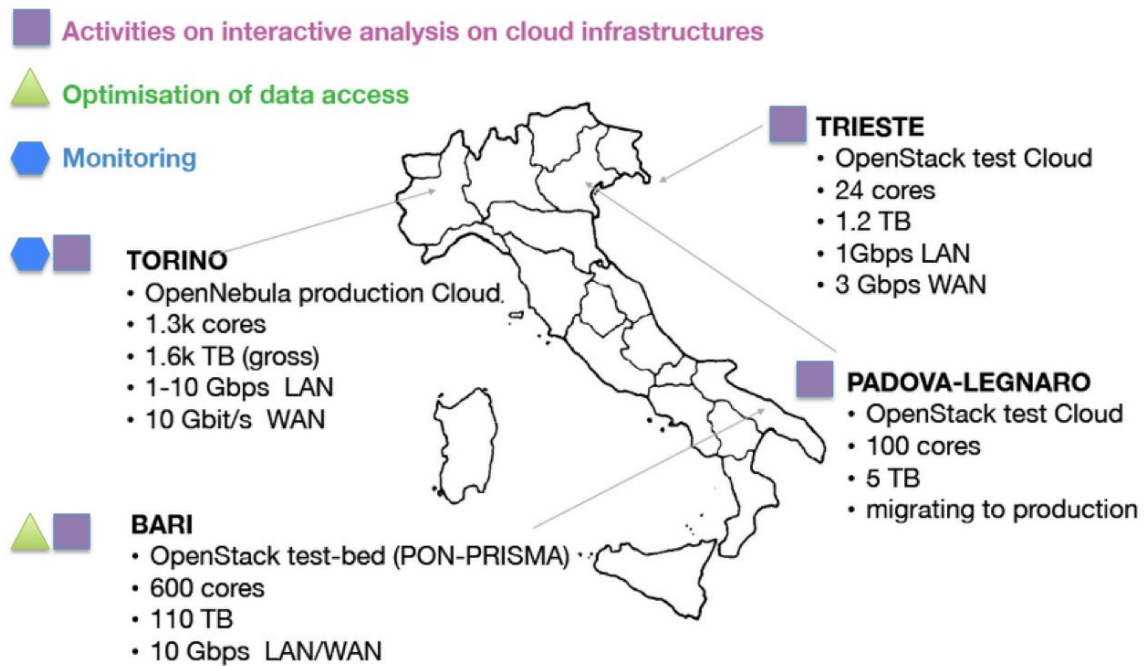 Activities on interactive analysis on cloud infrastructures
Optimisation of data access
Monitoring
TORINO
• OpenNebula production Cloud
• 1.3k cores
• 1.6k TB (gross)
• 1-10 Gbps LAN
• 10 Gbit/s WAN
TRIESTE
• OpenStack test Cloud
• 24 cores
• 1.2 TB
• 1Gbps LAN
• 3 Gbps WAN
PADOVA-LEGNARO
• OpenStack test Cloud
• 100 cores
• 5 TB
• migrating to production
BARI
• OpenStack test-bed (PON-PRISMA)
• 600 cores
• 110 TB
• 10 Gbps LAN/WAN